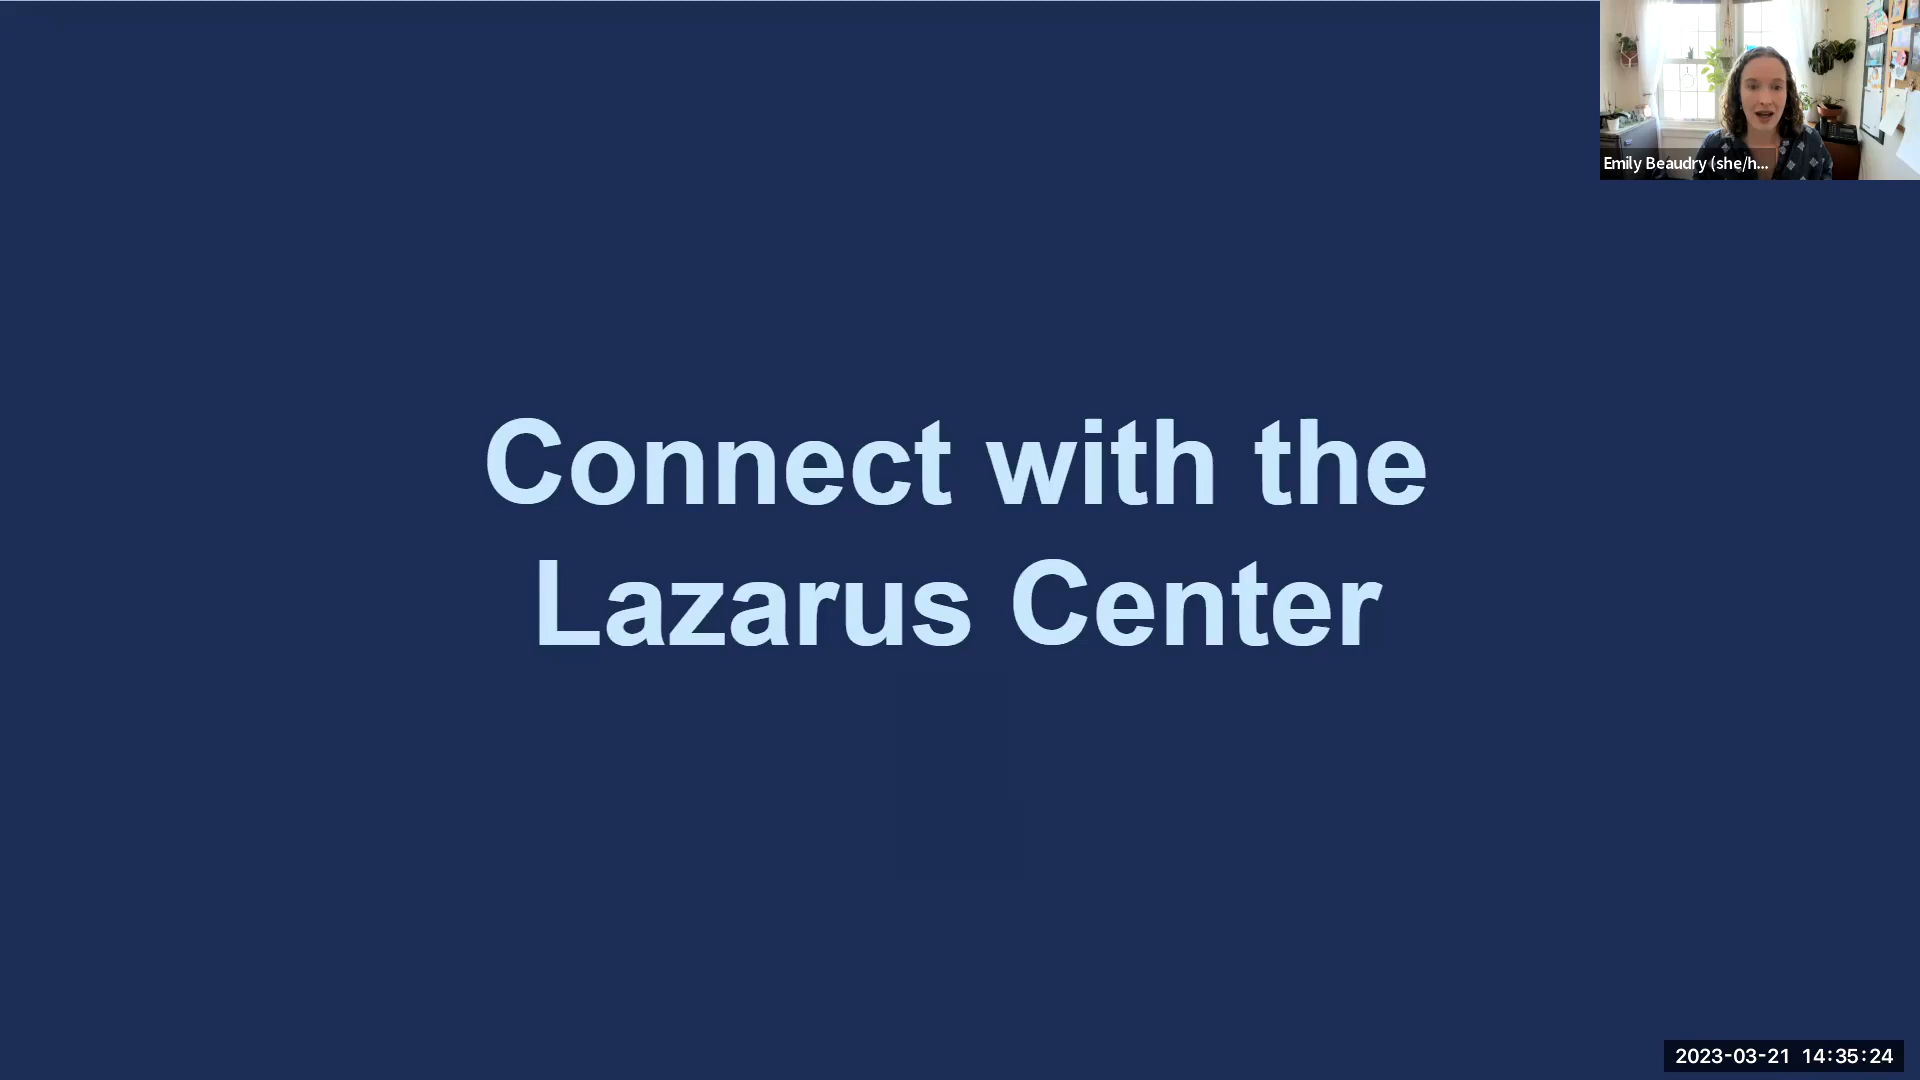 Emily Beaudry (she/h...
Connect with the
Lazarus Center
2023-03-21 14:35:24